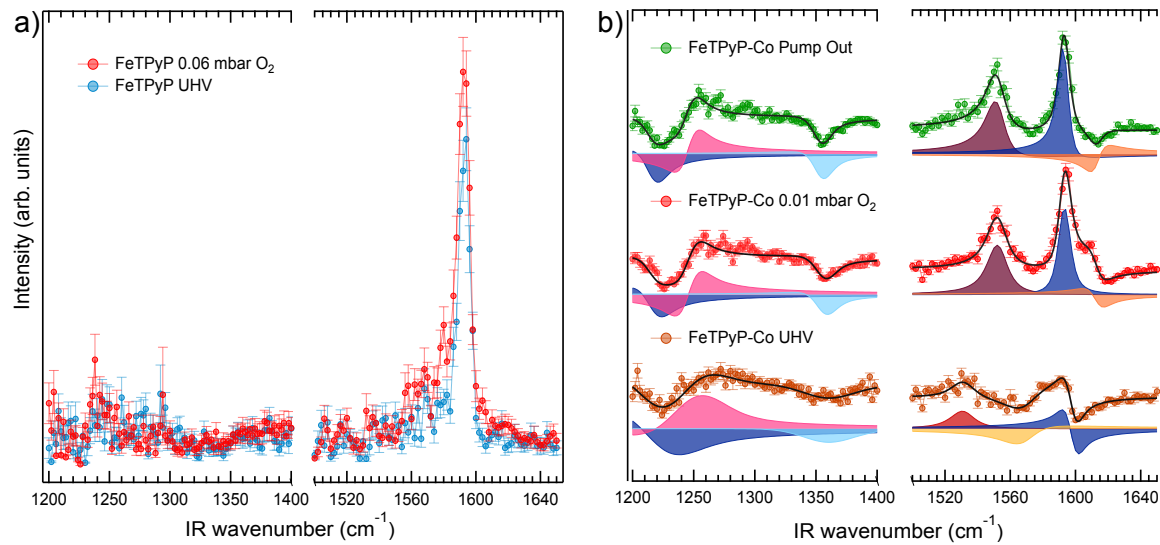 a)
FeTPyP 0.06 mbar O₂
FeTPyP UHV
Intensity (arb. units)
1200 1250 1300 1350 1400 1520 1560 1600 1640
IR wavenumber (cm⁻¹)
b)
FeTPyP-Co Pump Out
FeTPyP-Co 0.01 mbar O₂
FeTPyP-Co UHV
1200 1250 1300 1350 1400 1520 1560 1600 1640
IR wavenumber (cm⁻¹)